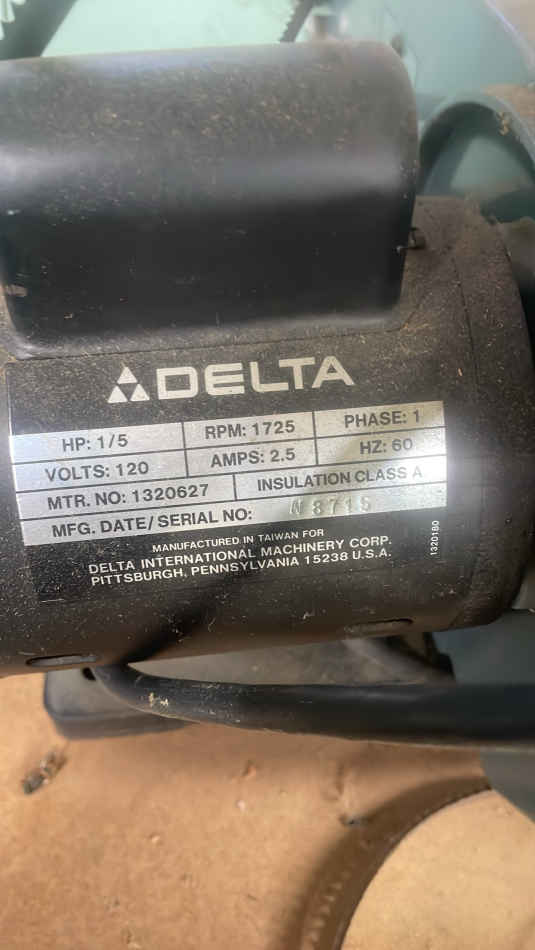 DELTA
HP: 1/5 RPM: 1725 PHASE: 1
VOLTS: 120 AMPS: 2.5 HZ: 60
MTR. NO: 1320627 INSULATION CLASS A
MFG. DATE/SERIAL NO: N 8715
MANUFACTURED IN TAIWAN FOR
DELTA INTERNATIONAL MACHINERY CORP.
PITTSBURGH, PENNSYLVANIA 15238 U.S.A.
1320180